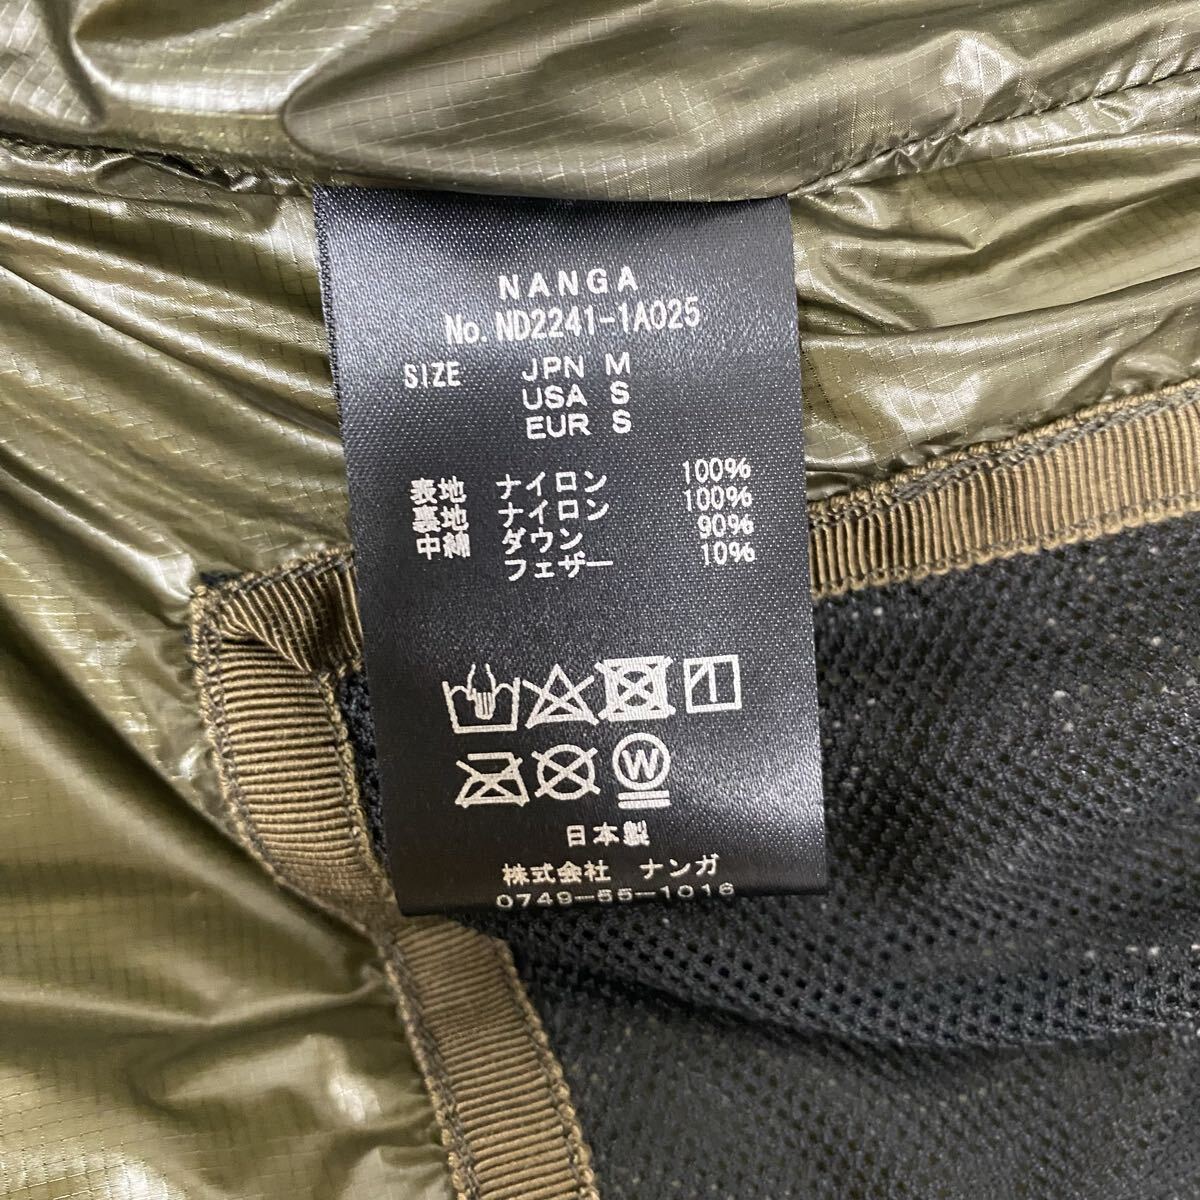 NANGA
No. ND2241-1A025
SIZE JPN M
USA S
EUR S
表地 ナイロン 100%
裏地 ナイロン 100%
中綿 ダウン 90%
フェザー 10%
W
日本製
株式会社 ナンガ
0749-55-1016